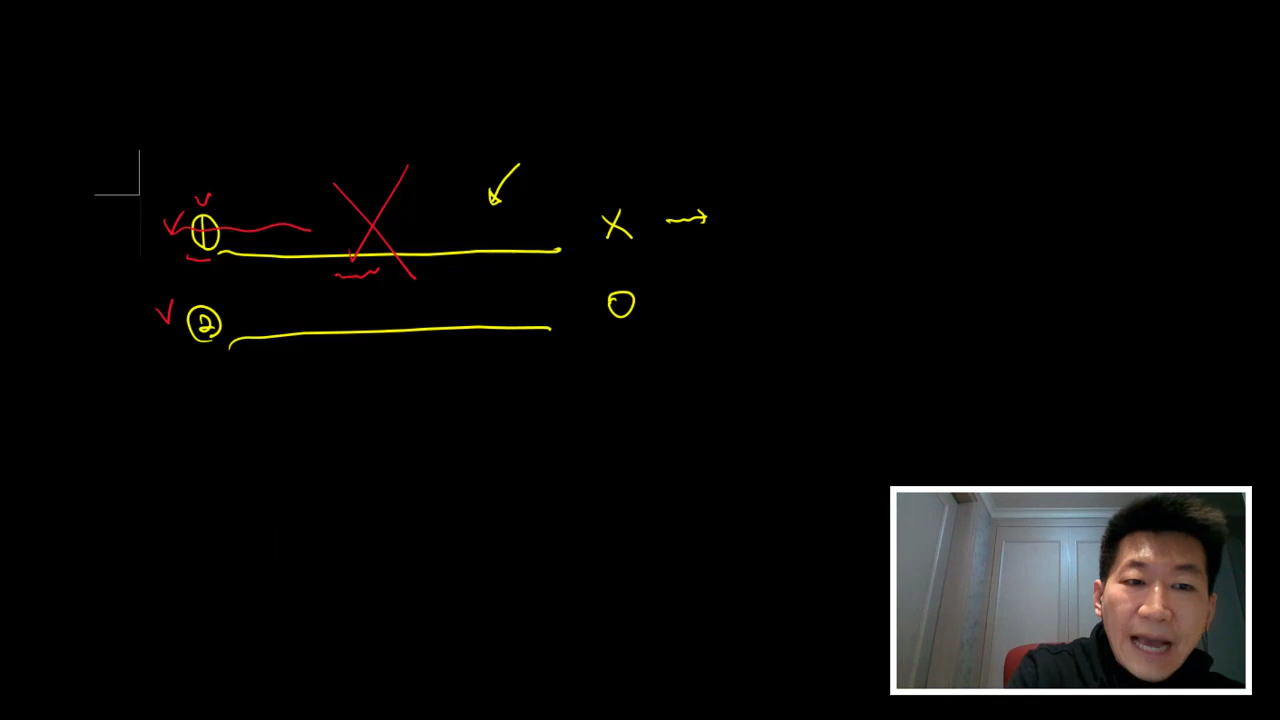 ① X →
② O